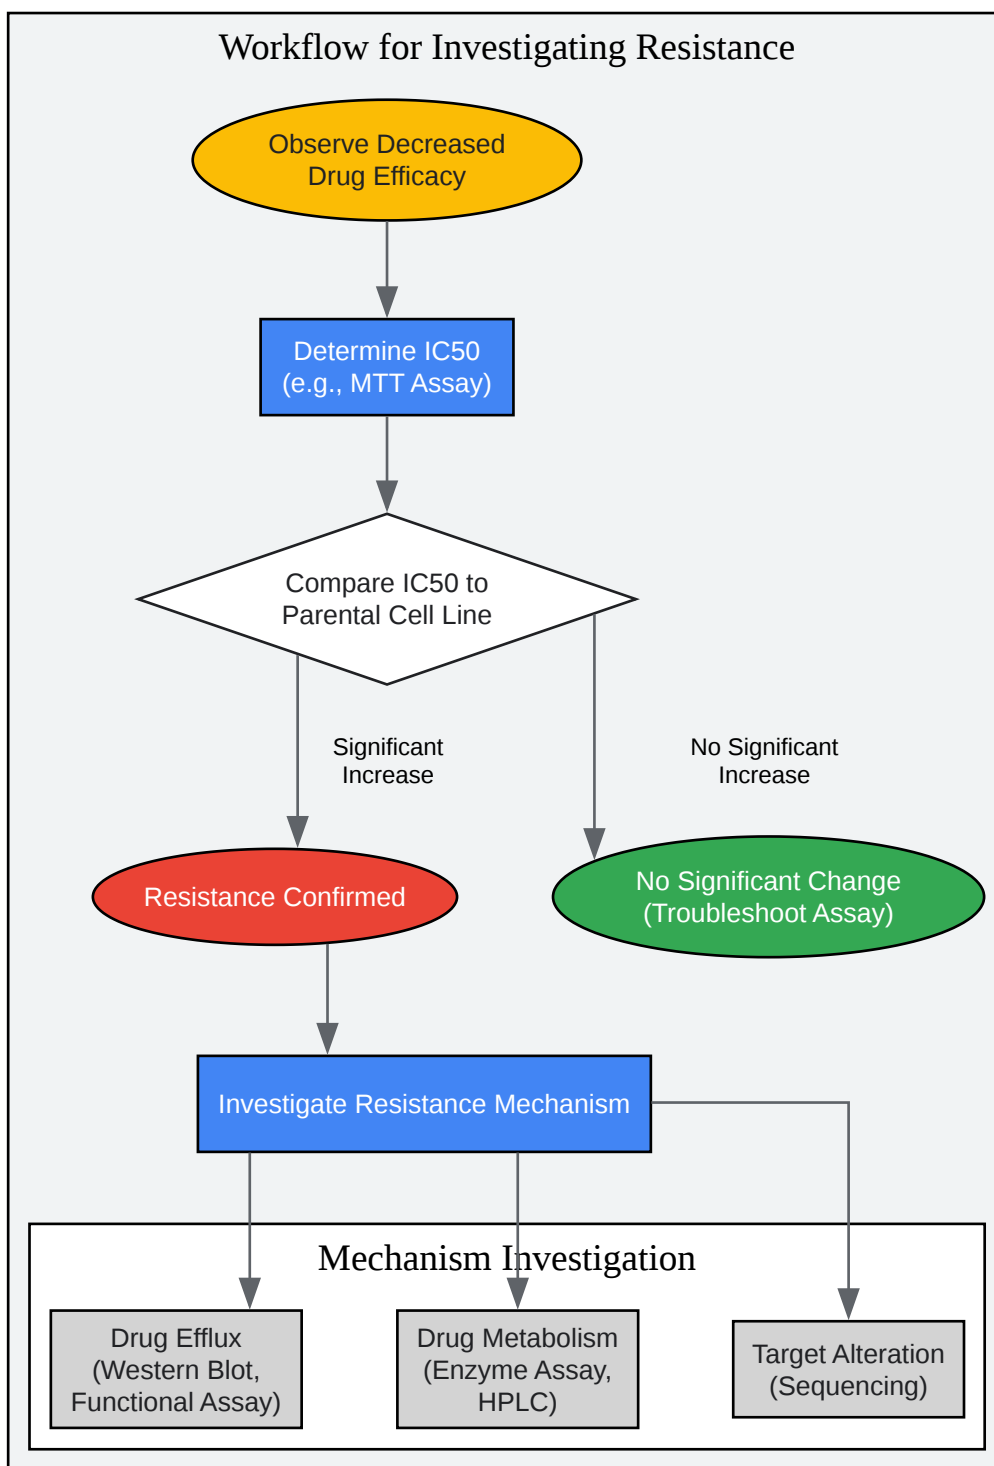 Workflow for Investigating Resistance
Observe Decreased
Drug Efficacy
Determine IC50
(e.g., MTT Assay)
Compare IC50 to
Parental Cell Line
Significant
Increase
No Significant
Increase
Resistance Confirmed
No Significant Change
(Troubleshoot Assay)
Investigate Resistance Mechanism
Mechanism Investigation
Drug Efflux
(Western Blot,
Functional Assay)
Drug Metabolism
(Enzyme Assay,
HPLC)
Target Alteration
(Sequencing)